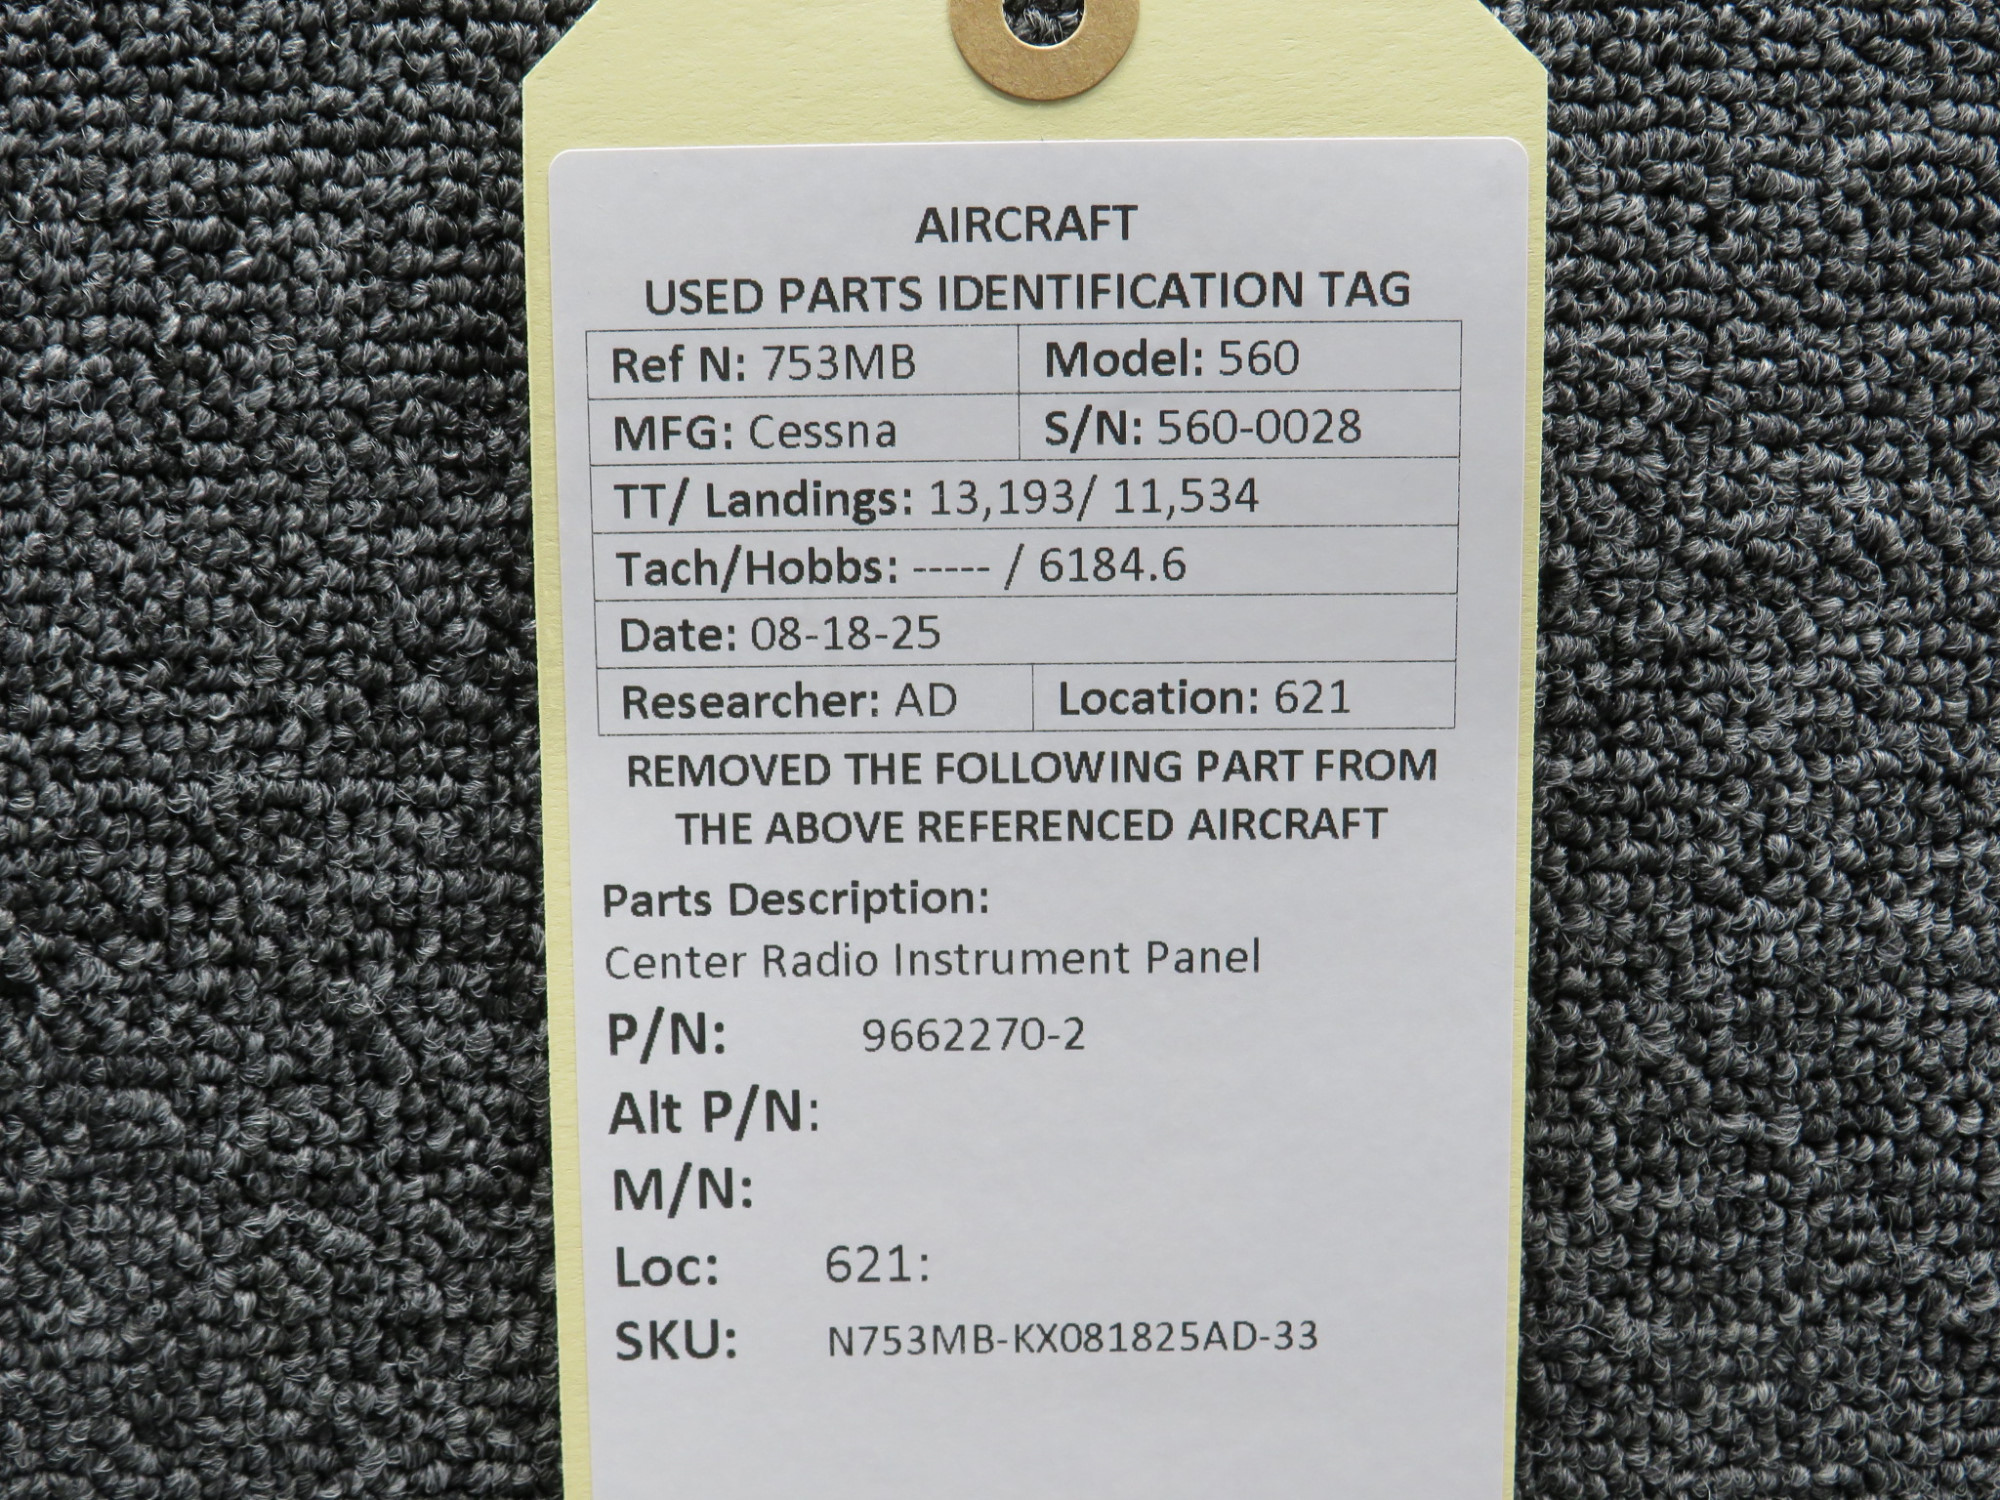 AIRCRAFT
USED PARTS IDENTIFICATION TAG
Ref N: 753MB Model: 560
MFG: Cessna S/N: 560-0028
TT/ Landings: 13,193/ 11,534
Tach/Hobbs: ----- / 6184.6
Date: 08-18-25
Researcher: AD Location: 621
REMOVED THE FOLLOWING PART FROM
THE ABOVE REFERENCED AIRCRAFT
Parts Description:
Center Radio Instrument Panel
P/N: 9662270-2
Alt P/N:
M/N:
Loc: 621:
SKU: N753MB-KX081825AD-33